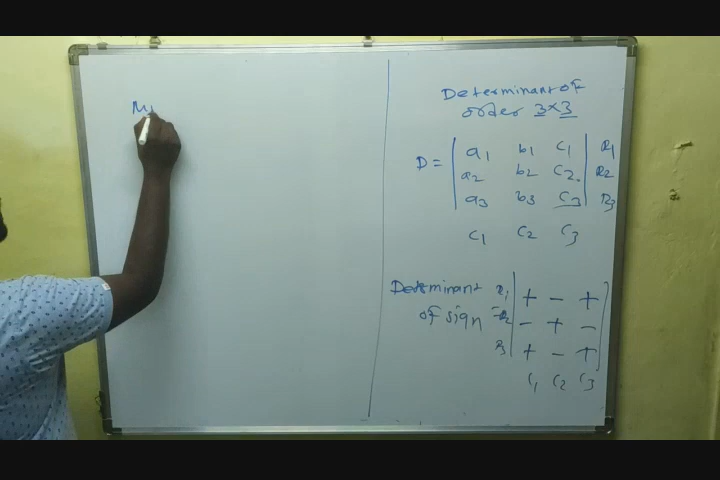 M
Determinant of
order 3×3
D = | a1 b1 c1 | R1
| a2 b2 c2 | R2
| a3 b3 c3 | R3
c1 c2 c3
Determinant
of sign =
R1 | + - + |
R2 | - + - |
R3 | + - + |
C1 C2 C3